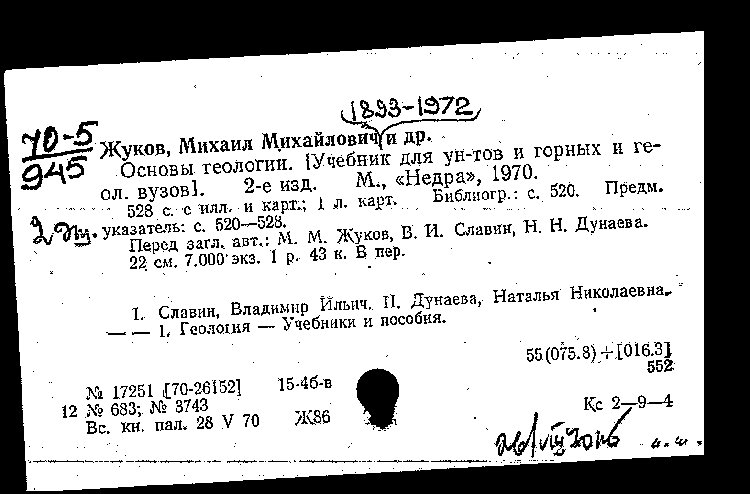 (1893-1972)
70-5
945
Жуков, Михаил Михайлович и др.
Основы геологии. [Учебник для ун-тов и горных и ге-
ол. вузов]. 2-е изд. М., «Недра», 1970.
528 с. с илл. и карт.; 1 л. карт. Библиогр.: с. 520. Предм.
указатель: с. 520—528.
Перед загл. авт.: М. М. Жуков, В. И. Славин, Н. Н. Дунаева.
22 см. 7.000 экз. 1 р. 43 к. В пер.
I. Славин, Владимир Ильич. II. Дунаева, Наталья Николаевна.
— — 1. Геология — Учебники и пособия.
55(075.8)+[016.3]
552
№ 17251 [70-26152] 15-4б-в
12 № 683; № 3743
Вс. кн. пал. 28 V 70 Ж86
Кс 2—9—4